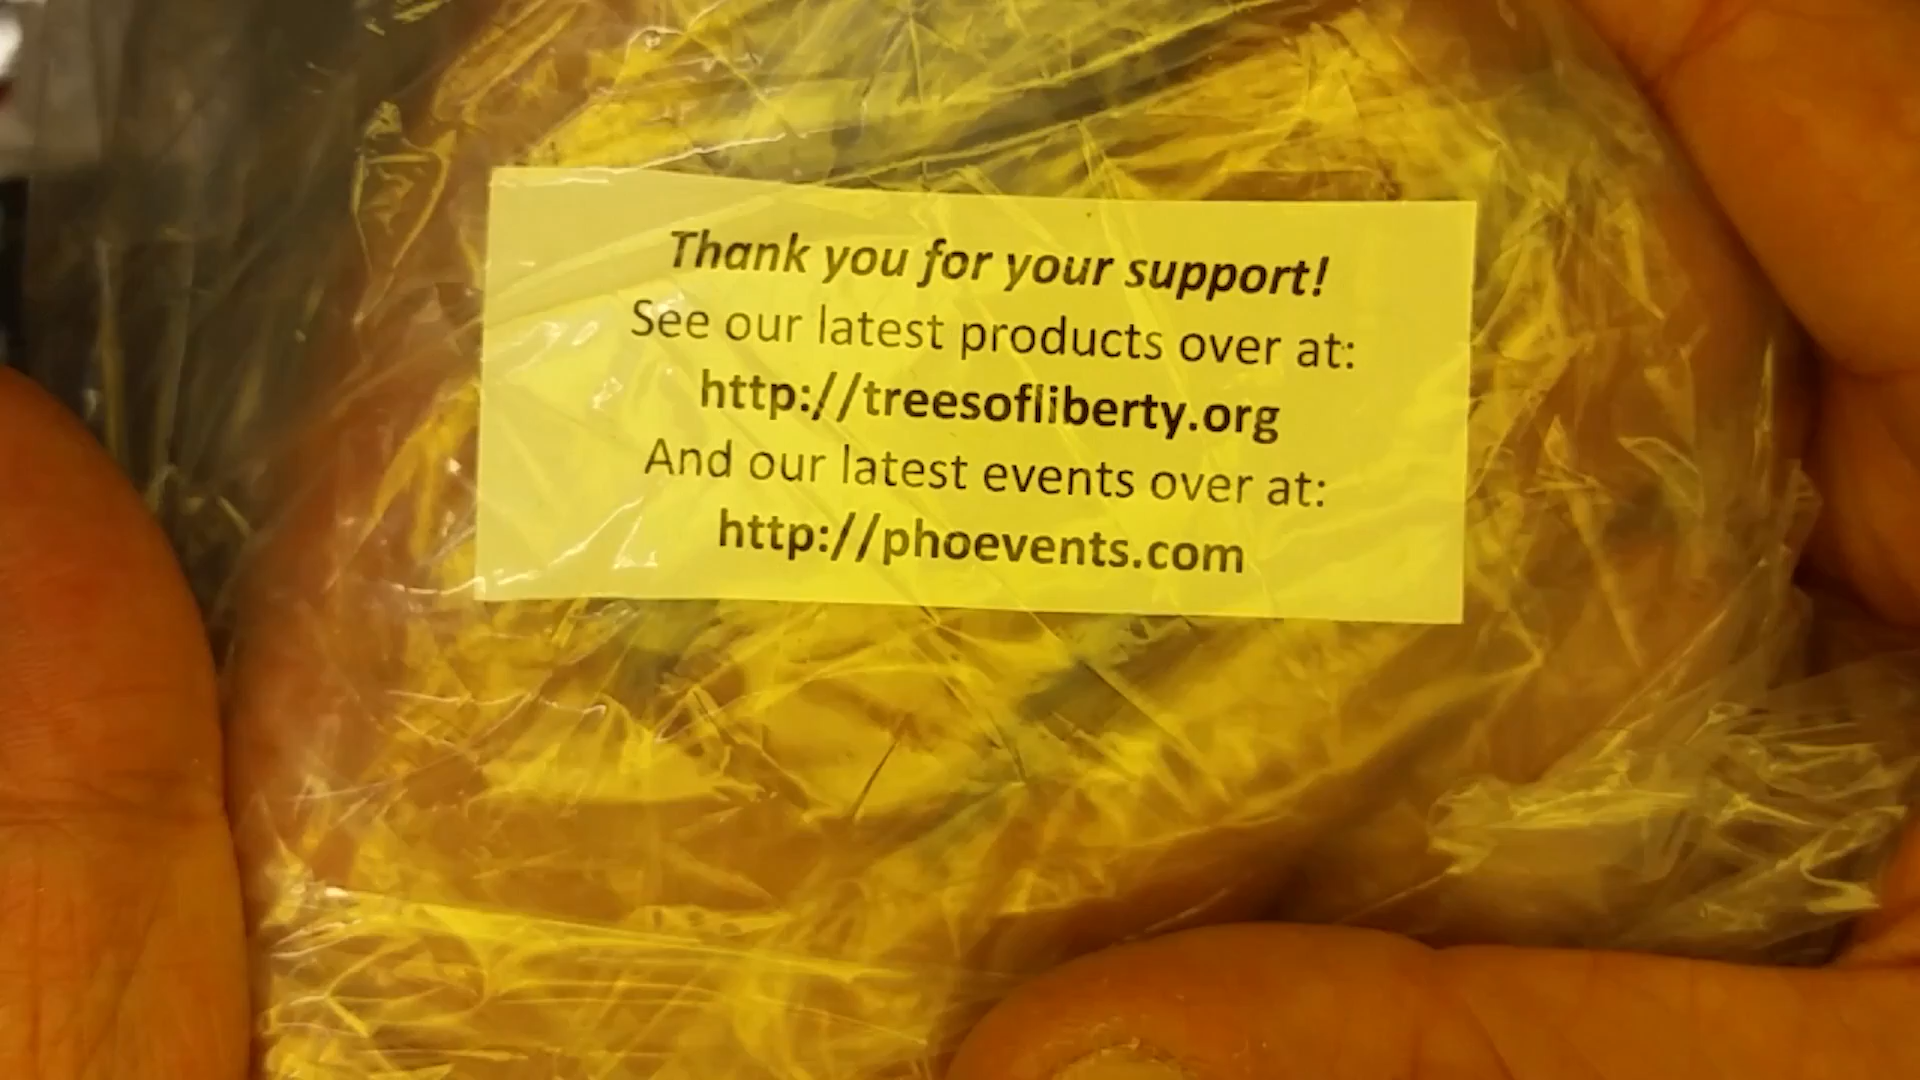 Thank you for your support!
See our latest products over at:
http://treesofliberty.org
And our latest events over at:
http://phoevents.com